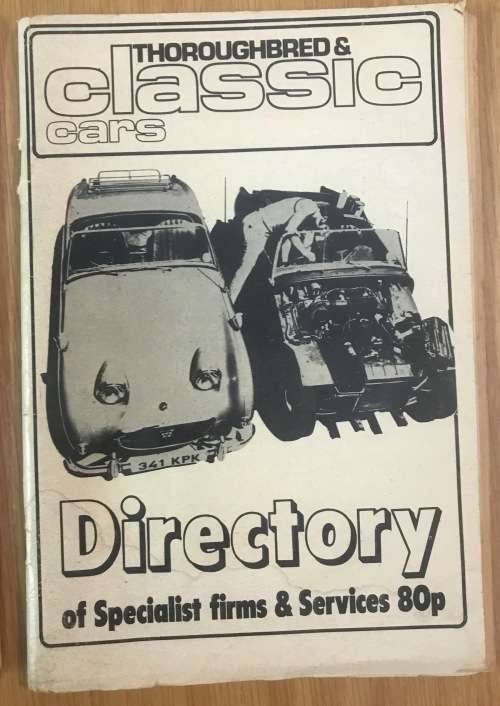 THOROUGHBRED &
classic
cars
341 KPK
Directory
of Specialist firms & Services 80p